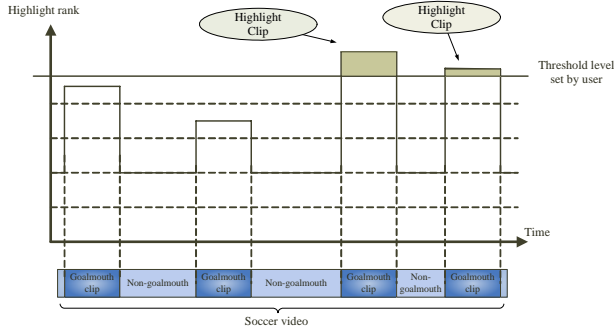 Highlight rank
Highlight
Clip
Highlight
Clip
Threshold level
set by user
Time
Goalmouth
clip
Non-goalmouth
Goalmouth
clip
Non-goalmouth
Goalmouth
clip
Non-
goalmouth
Goalmouth
clip
Soccer video